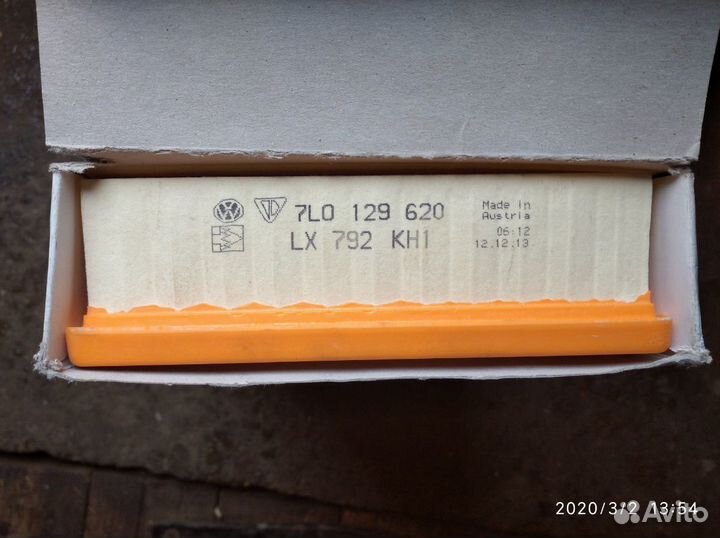 7L0 129 620
LX 792 KH1
Made in
Austria
06:12
12.12.13
2020/3/2 13:54
Avito